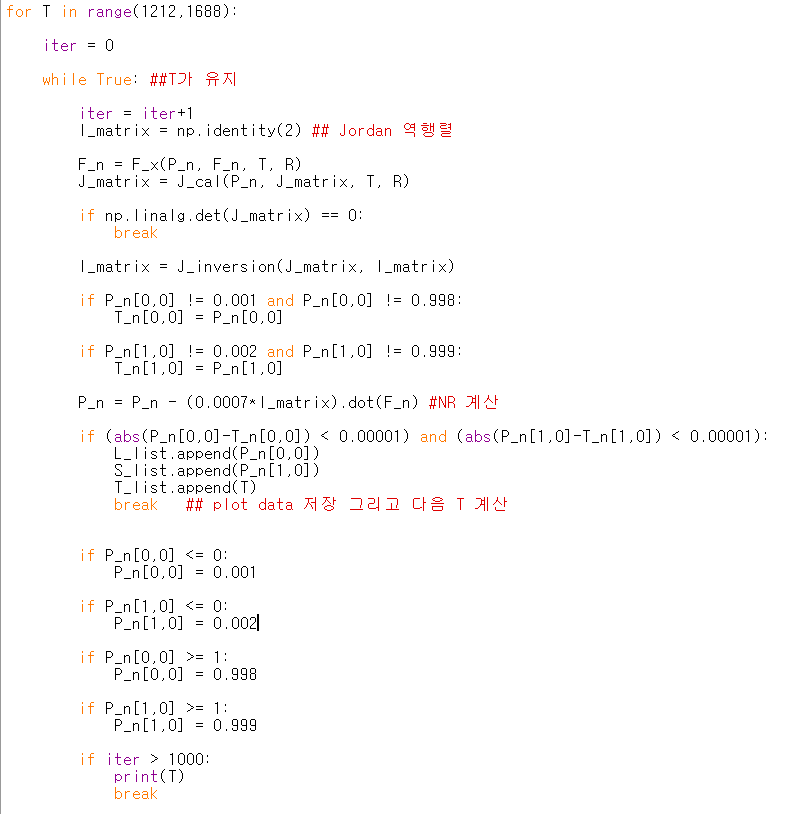 for T in range(1212,1688):
iter = 0
while True: ##T가 유지
iter = iter+1
I_matrix = np.identity(2) ## Jordan 역행렬
F_n = F_x(P_n, F_n, T, R)
J_matrix = J_cal(P_n, J_matrix, T, R)
if np.linalg.det(J_matrix) == 0:
break
I_matrix = J_inversion(J_matrix, I_matrix)
if P_n[0,0] != 0.001 and P_n[0,0] != 0.998:
T_n[0,0] = P_n[0,0]
if P_n[1,0] != 0.002 and P_n[1,0] != 0.999:
T_n[1,0] = P_n[1,0]
P_n = P_n - (0.0007*I_matrix).dot(F_n) #NR 계산
if (abs(P_n[0,0]-T_n[0,0]) < 0.00001) and (abs(P_n[1,0]-T_n[1,0]) < 0.00001):
L_list.append(P_n[0,0])
S_list.append(P_n[1,0])
T_list.append(T)
break ## plot data 저장 그리고 다음 T 계산
if P_n[0,0] <= 0:
P_n[0,0] = 0.001
if P_n[1,0] <= 0:
P_n[1,0] = 0.002
if P_n[0,0] >= 1:
P_n[0,0] = 0.998
if P_n[1,0] >= 1:
P_n[1,0] = 0.999
if iter > 1000:
print(T)
break